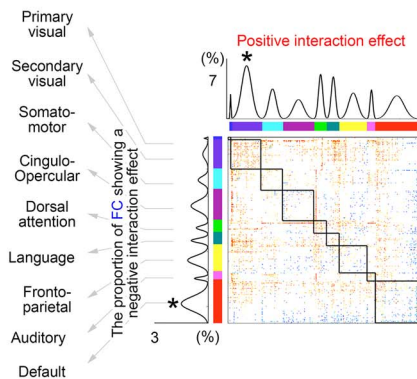 Primary
visual
Secondary
visual
Somato-
motor
Cingulo-
Opercular
Dorsal
attention
Language
Fronto-
parietal
Auditory
Default
The proportion of FC showing a
negative interaction effect
Positive interaction effect
(%)
7
*
*
3
(%)